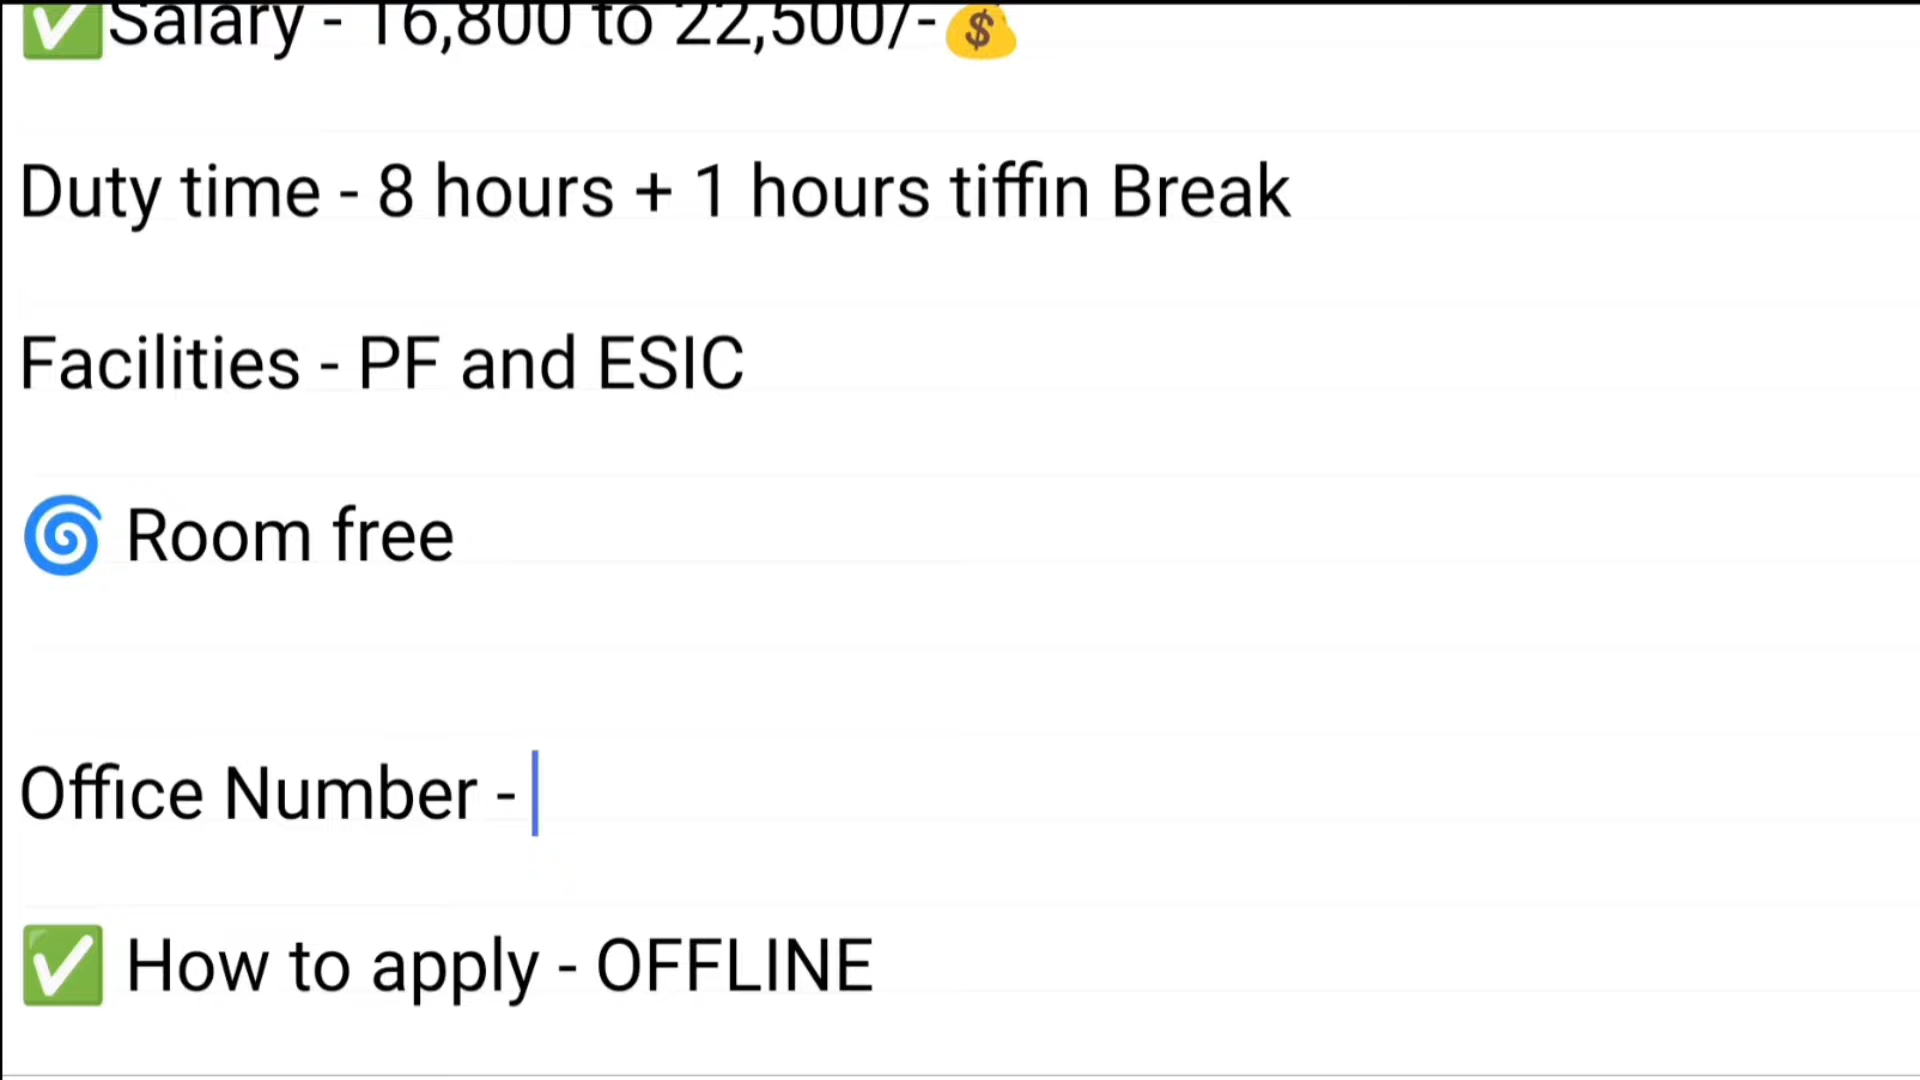 ✅Salary - 16,800 to 22,500/-💰
Duty time - 8 hours + 1 hours tiffin Break
Facilities - PF and ESIC
🌀 Room free
Office Number -
✅ How to apply - OFFLINE